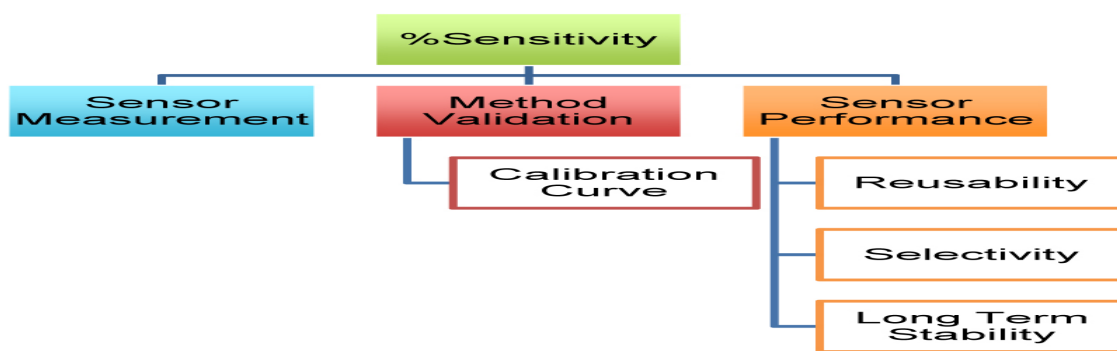 %Sensitivity
Sensor
Measurement
Method
Validation
Sensor
Performance
Calibration
Curve
Reusability
Selectivity
Long Term
Stability